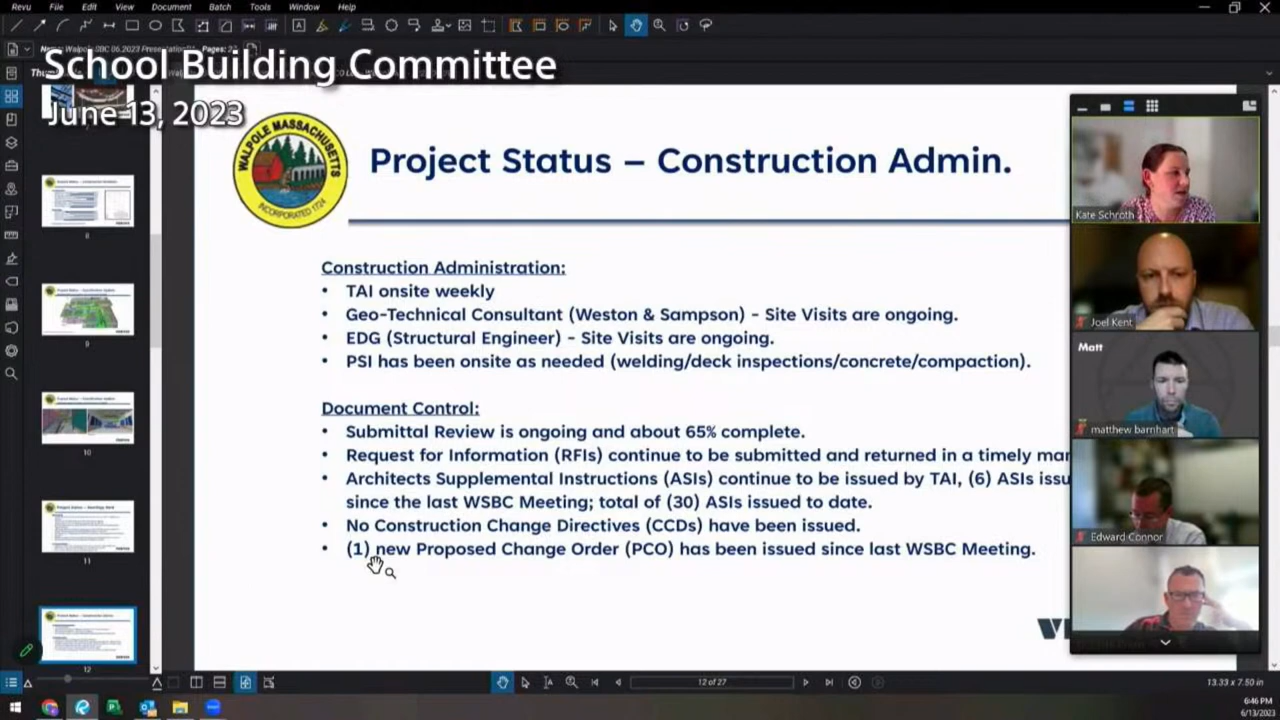 Revu File Edit View Document Batch Tools Window Help
School Building Committee
June 13, 2023
WALPOLE MASSACHUSETTS
INCORPORATED 1724
Project Status – Construction Admin.
Construction Administration:
• TAI onsite weekly
• Geo-Technical Consultant (Weston & Sampson) - Site Visits are ongoing.
• EDG (Structural Engineer) - Site Visits are ongoing.
• PSI has been onsite as needed (welding/deck inspections/concrete/compaction).
Document Control:
• Submittal Review is ongoing and about 65% complete.
• Request for Information (RFIs) continue to be submitted and returned in a timely mar
• Architects Supplemental Instructions (ASIs) continue to be issued by TAI, (6) ASIs issu
since the last WSBC Meeting; total of (30) ASIs issued to date.
• No Construction Change Directives (CCDs) have been issued.
• (1) new Proposed Change Order (PCO) has been issued since last WSBC Meeting.
Kate Schroth
Joel Kent
Matt
matthew barnhart
Edward Connor
8
9
10
11
12
12 of 27
13.33 x 7.50 in
6:46 PM
6/13/2023